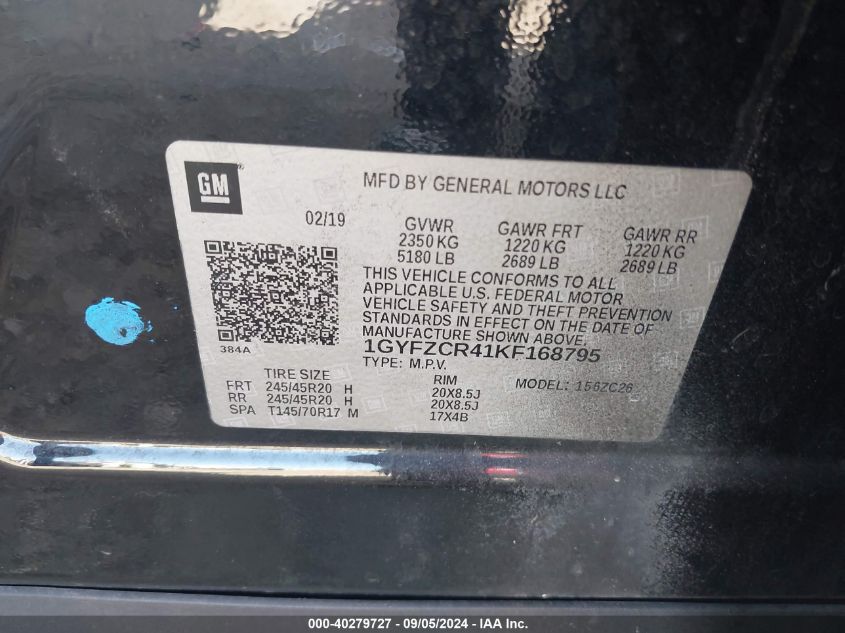 GM
MFD BY GENERAL MOTORS LLC
02/19
GVWR GAWR FRT GAWR RR
2350 KG 1220 KG 1220 KG
5180 LB 2689 LB 2689 LB
THIS VEHICLE CONFORMS TO ALL
APPLICABLE U.S. FEDERAL MOTOR
VEHICLE SAFETY AND THEFT PREVENTION
STANDARDS IN EFFECT ON THE DATE OF
MANUFACTURE SHOWN ABOVE.
384A
1GYFZCR41KF168795
TYPE: M.P.V.
TIRE SIZE RIM MODEL: 156ZC26
FRT 245/45R20 H 20X8.5J
RR 245/45R20 H 20X8.5J
SPA T145/70R17 M 17X4B
000-40279727 - 09/05/2024 - IAA Inc.